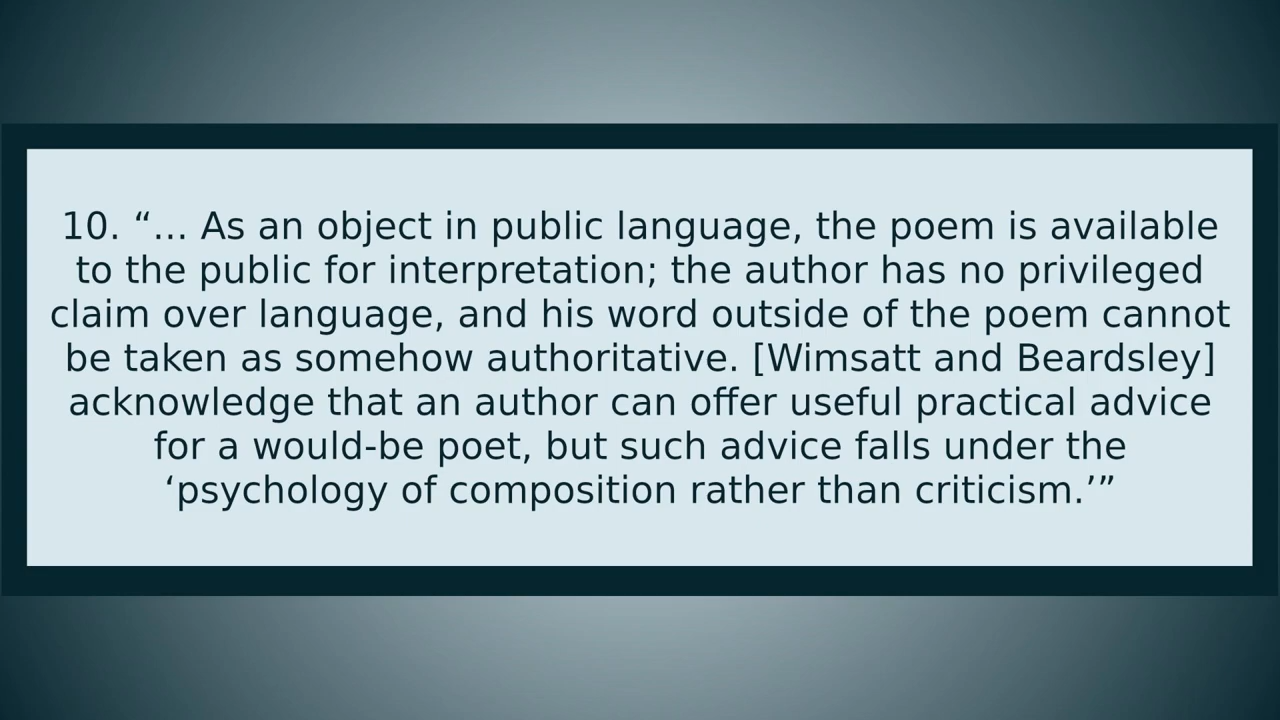 10. “... As an object in public language, the poem is available
to the public for interpretation; the author has no privileged
claim over language, and his word outside of the poem cannot
be taken as somehow authoritative. [Wimsatt and Beardsley]
acknowledge that an author can offer useful practical advice
for a would-be poet, but such advice falls under the
‘psychology of composition rather than criticism.’”